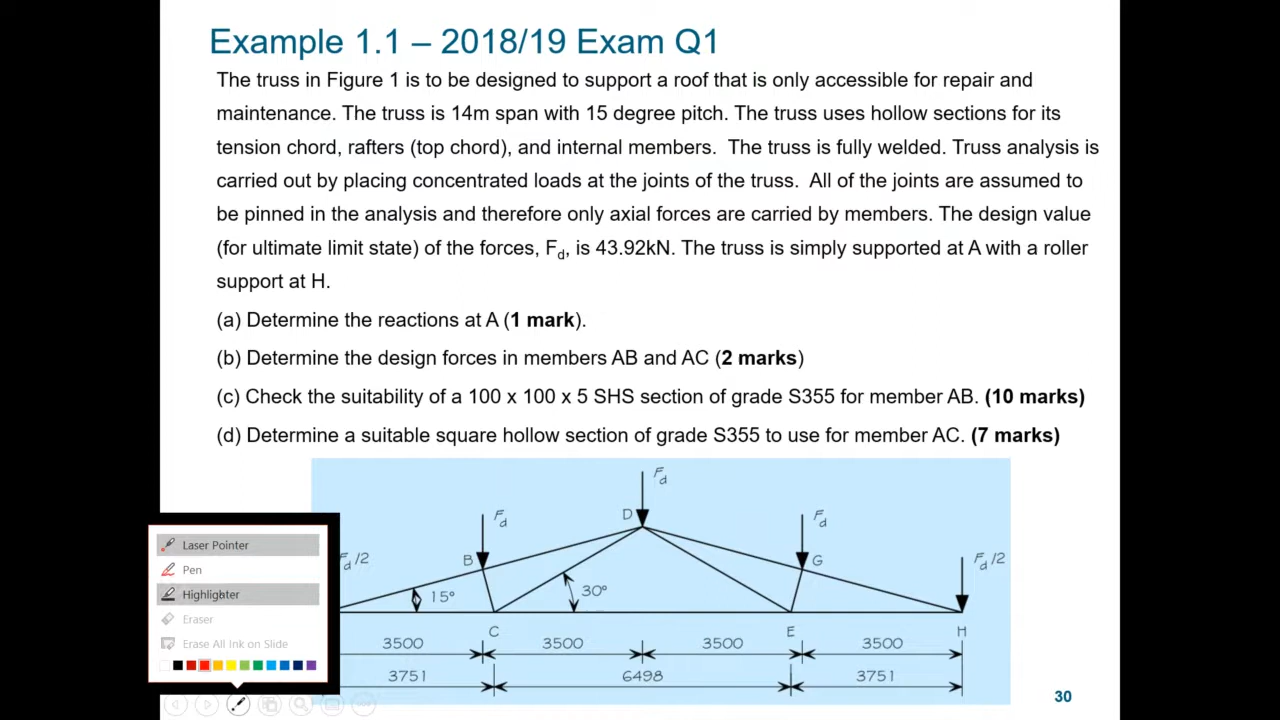 Example 1.1 – 2018/19 Exam Q1
The truss in Figure 1 is to be designed to support a roof that is only accessible for repair and
maintenance. The truss is 14m span with 15 degree pitch. The truss uses hollow sections for its
tension chord, rafters (top chord), and internal members. The truss is fully welded. Truss analysis is
carried out by placing concentrated loads at the joints of the truss. All of the joints are assumed to
be pinned in the analysis and therefore only axial forces are carried by members. The design value
(for ultimate limit state) of the forces, Fd, is 43.92kN. The truss is simply supported at A with a roller
support at H.
(a) Determine the reactions at A (1 mark).
(b) Determine the design forces in members AB and AC (2 marks)
(c) Check the suitability of a 100 x 100 x 5 SHS section of grade S355 for member AB. (10 marks)
(d) Determine a suitable square hollow section of grade S355 to use for member AC. (7 marks)
Fd
D
Fd
Fd
Fd/2
B
G
Fd/2
15°
30°
C
E
H
3500
3500
3500
3500
3751
6498
3751
Laser Pointer
Pen
Highlighter
Eraser
Erase All Ink on Slide
30